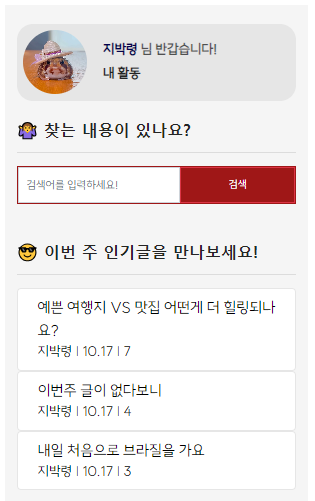 지박령 님 반갑습니다!
내 활동
🤷‍♀️ 찾는 내용이 있나요?
검색어를 입력하세요!
검색
😎 이번 주 인기글을 만나보세요!
예쁜 여행지 VS 맛집 어떤게 더 힐링되나
요?
지박령 | 10.17 | 7
이번주 글이 없다보니
지박령 | 10.17 | 4
내일 처음으로 브라질을 가요
지박령 | 10.17 | 3